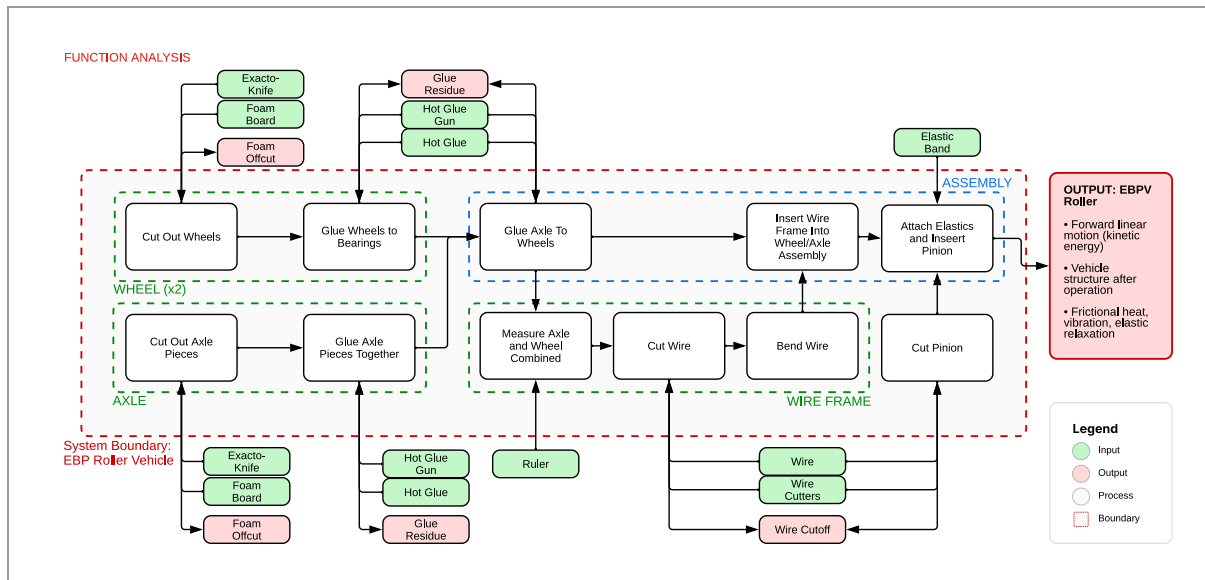 FUNCTION ANALYSIS
Exacto-
Knife
Foam
Board
Foam
Offcut
Glue
Residue
Hot Glue
Gun
Hot Glue
Elastic
Band
ASSEMBLY
Cut Out Wheels
Glue Wheels to
Bearings
Glue Axle To
Wheels
Insert Wire
Frame Into
Wheel/Axle
Assembly
Attach Elastics
and Inseert
Pinion
WHEEL (x2)
Cut Out Axle
Pieces
Glue Axle
Pieces Together
Measure Axle
and Wheel
Combined
Cut Wire
Bend Wire
Cut Pinion
AXLE
WIRE FRAME
System Boundary:
EBP Roller Vehicle
Exacto-
Knife
Foam
Board
Foam
Offcut
Hot Glue
Gun
Hot Glue
Glue
Residue
Ruler
Wire
Wire
Cutters
Wire Cutoff
OUTPUT: EBPV
Roller
• Forward linear
motion (kinetic
energy)
• Vehicle
structure after
operation
• Frictional heat,
vibration, elastic
relaxation
Legend
Input
Output
Process
Boundary